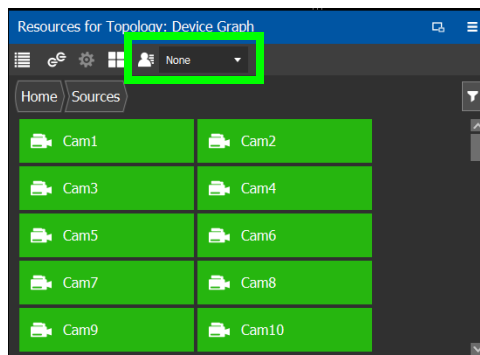 Resources for Topology: Device Graph
None
Home Sources
Cam1 Cam2
Cam3 Cam4
Cam5 Cam6
Cam7 Cam8
Cam9 Cam10